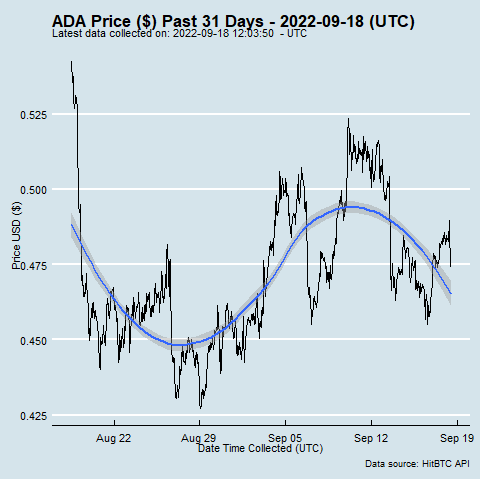 ADA Price ($) Past 31 Days - 2022-09-18 (UTC)
Latest data collected on: 2022-09-18 12:03:50 - UTC
0.525
0.500
0.475
0.450
0.425
Price USD ($)
Aug 22
Aug 29
Sep 05
Sep 12
Sep 19
Date Time Collected (UTC)
Data source: HitBTC API